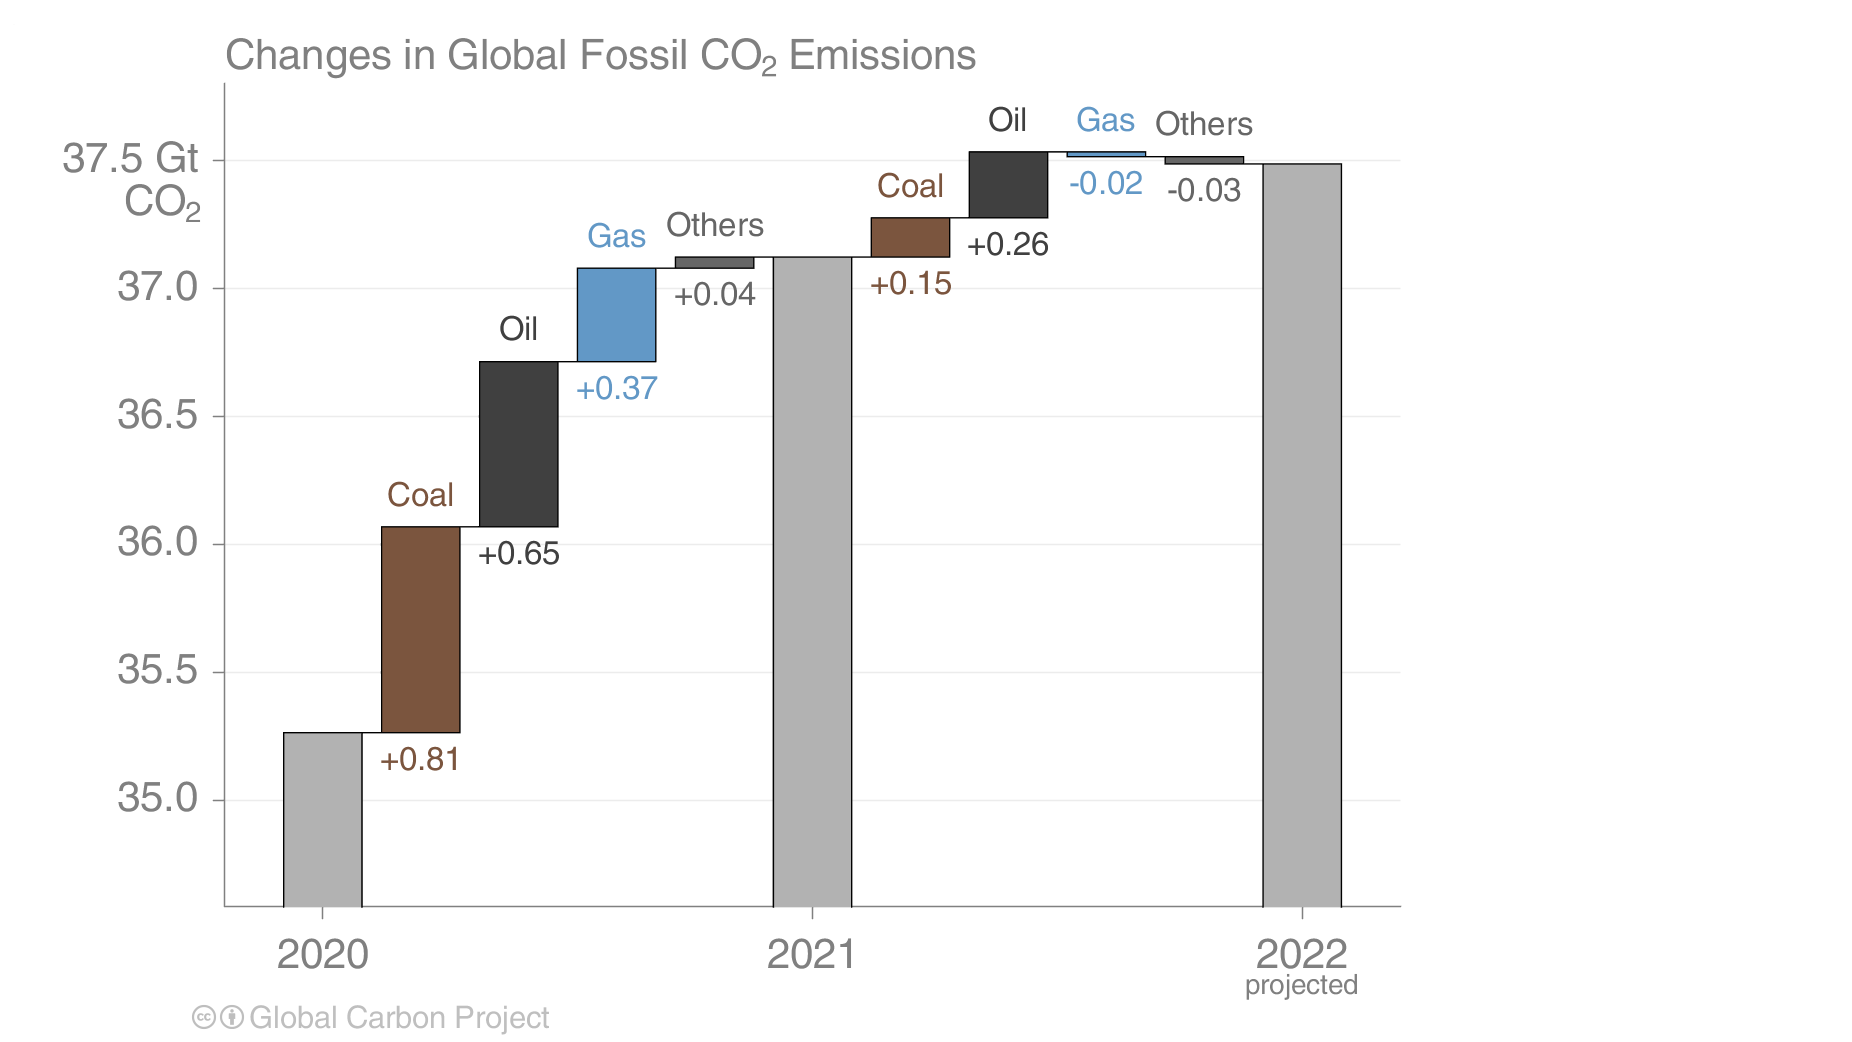 Changes in Global Fossil CO₂ Emissions
37.5 Gt
CO₂
37.0
36.5
36.0
35.5
35.0
Coal
+0.81
Oil
+0.65
Gas
+0.37
Others
+0.04
Coal
+0.15
Oil
+0.26
Gas
-0.02
Others
-0.03
2020
2021
2022
projected
cc Global Carbon Project